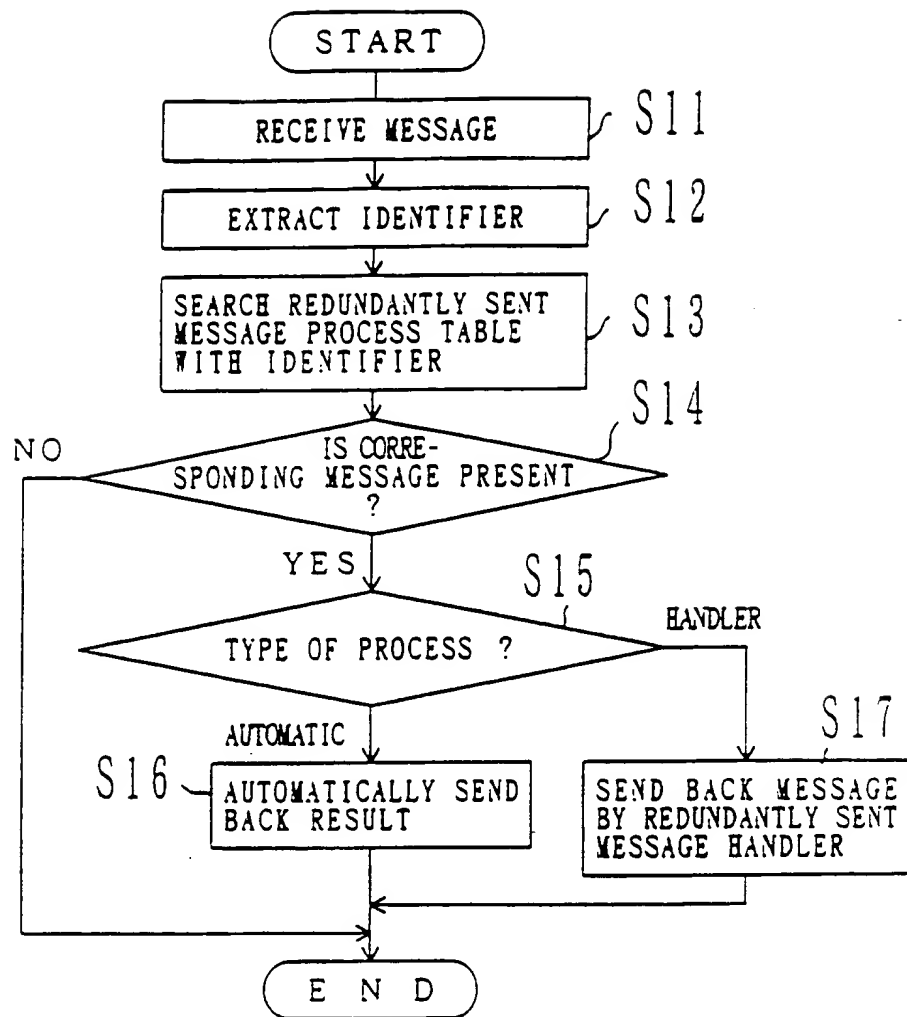 START
RECEIVE MESSAGE
S11
EXTRACT IDENTIFIER
S12
SEARCH REDUNDANTLY SENT
MESSAGE PROCESS TABLE
WITH IDENTIFIER
S13
S14
NO
IS CORRE-
SPONDING MESSAGE PRESENT
?
YES
S15
TYPE OF PROCESS ?
HANDLER
AUTOMATIC
S16
AUTOMATICALLY SEND
BACK RESULT
S17
SEND BACK MESSAGE
BY REDUNDANTLY SENT
MESSAGE HANDLER
END